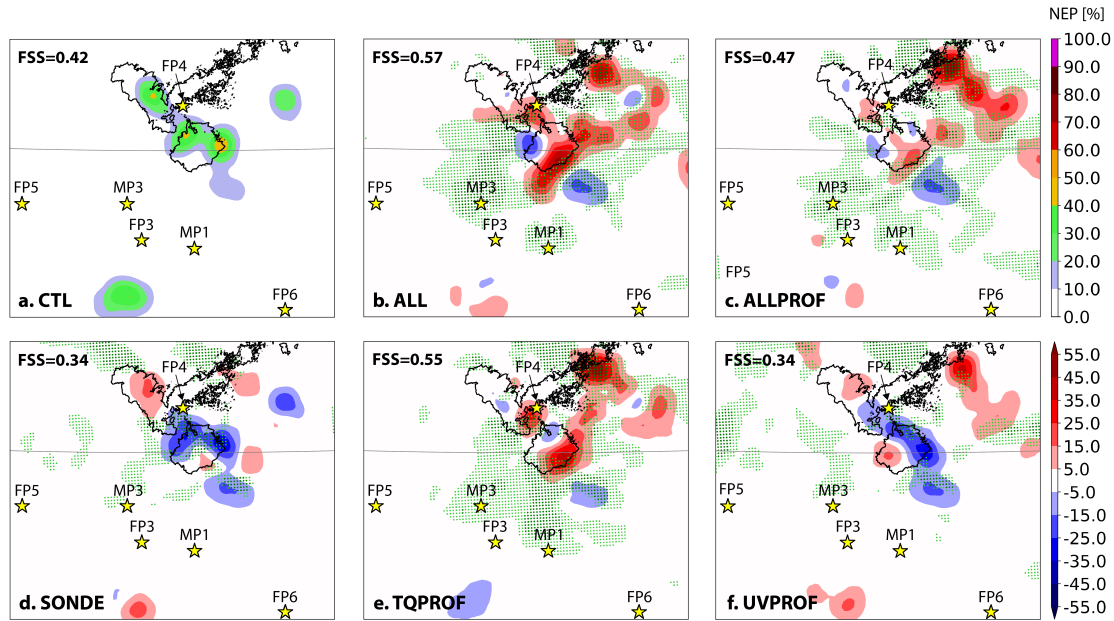 NEP [%]
FSS=0.42
FP4
FP5
MP3
FP3
MP1
FP6
a. CTL
FSS=0.57
FP4
FP5
MP3
FP3
MP1
FP6
b. ALL
FSS=0.47
FP4
MP3
FP3
MP1
FP5
FP6
c. ALLPROF
100.0
90.0
80.0
70.0
60.0
50.0
40.0
30.0
20.0
10.0
0.0
FSS=0.34
FP4
FP5
MP3
FP3
MP1
FP6
d. SONDE
FSS=0.55
FP4
FP5
MP3
FP3
MP1
FP6
e. TQPROF
FSS=0.34
FP4
FP5
MP3
FP3
MP1
FP6
f. UVPROF
55.0
45.0
35.0
25.0
15.0
5.0
-5.0
-15.0
-25.0
-35.0
-45.0
-55.0